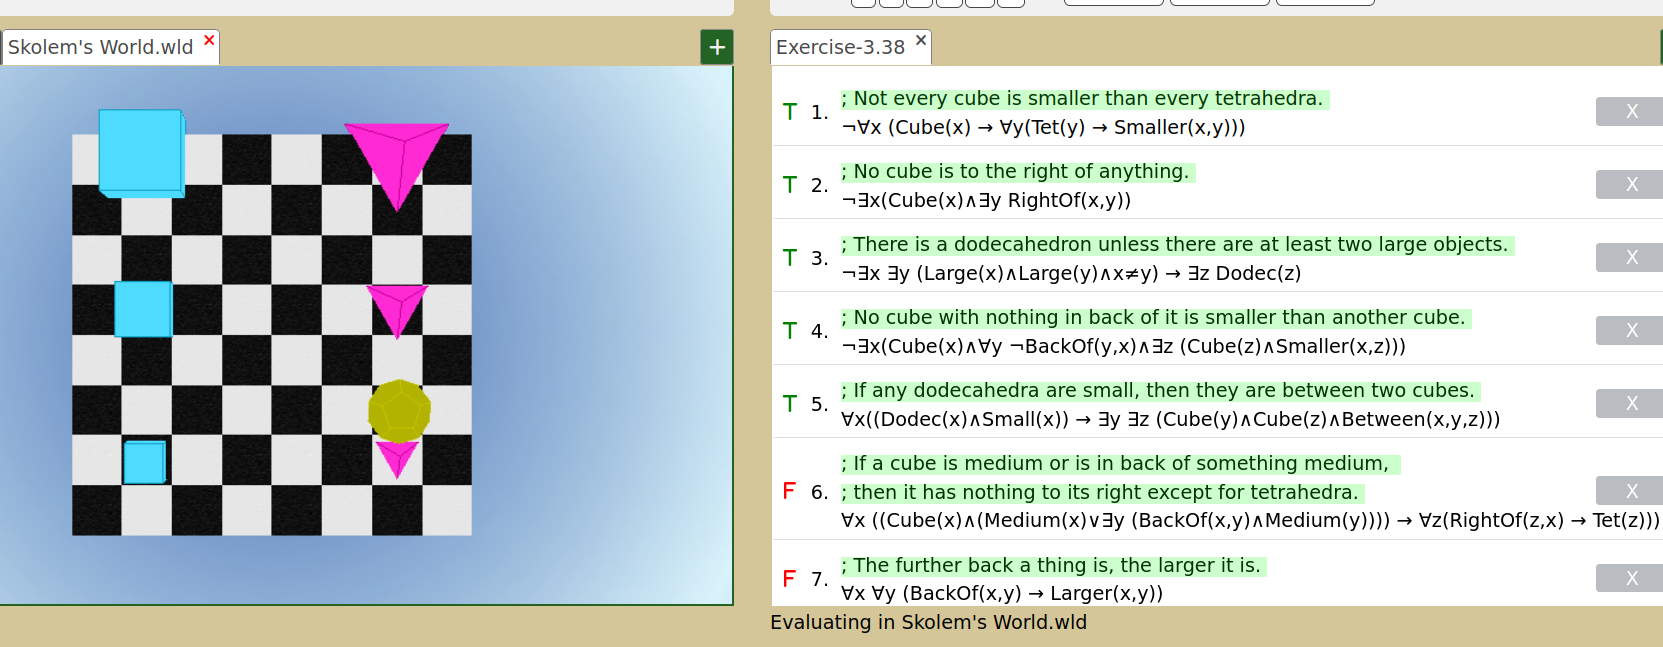 Skolem's World.wld ×
+
Exercise-3.38 ×
T 1. ; Not every cube is smaller than every tetrahedra.
¬∀x (Cube(x) → ∀y(Tet(y) → Smaller(x,y)))
X
T 2. ; No cube is to the right of anything.
¬∃x(Cube(x)∧∃y RightOf(x,y))
X
T 3. ; There is a dodecahedron unless there are at least two large objects.
¬∃x ∃y (Large(x)∧Large(y)∧x≠y) → ∃z Dodec(z)
X
T 4. ; No cube with nothing in back of it is smaller than another cube.
¬∃x(Cube(x)∧∀y ¬BackOf(y,x)∧∃z (Cube(z)∧Smaller(x,z)))
X
T 5. ; If any dodecahedra are small, then they are between two cubes.
∀x((Dodec(x)∧Small(x)) → ∃y ∃z (Cube(y)∧Cube(z)∧Between(x,y,z)))
X
; If a cube is medium or is in back of something medium,
F 6. ; then it has nothing to its right except for tetrahedra.
∀x ((Cube(x)∧(Medium(x)∨∃y (BackOf(x,y)∧Medium(y)))) → ∀z(RightOf(z,x) → Tet(z)))
X
F 7. ; The further back a thing is, the larger it is.
∀x ∀y (BackOf(x,y) → Larger(x,y))
X
Evaluating in Skolem's World.wld